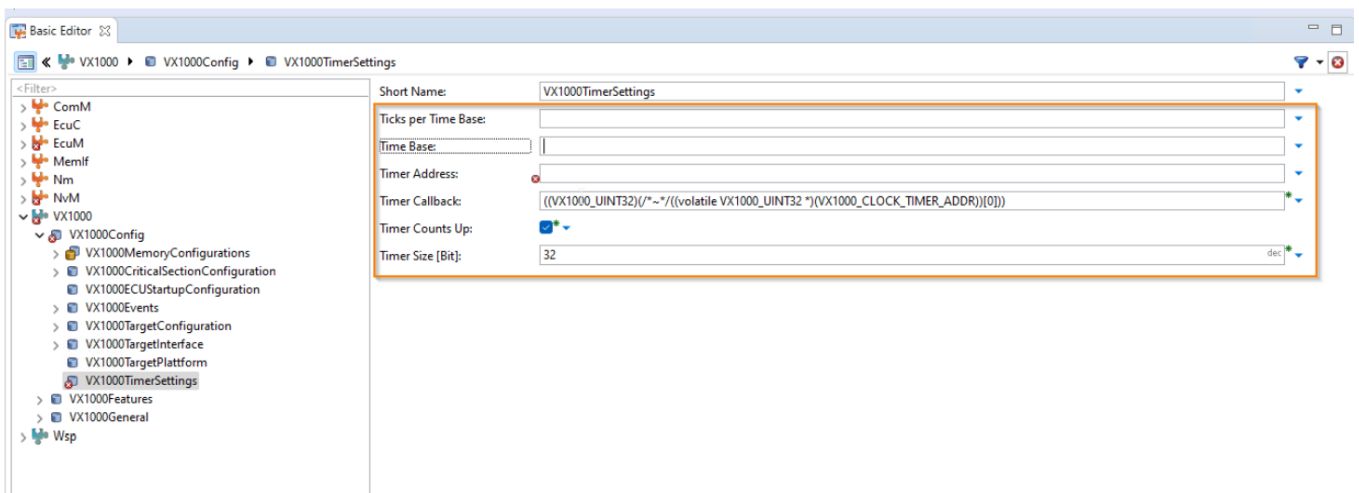 Basic Editor
VX1000 VX1000Config VX1000TimerSettings
<Filter>
ComM
EcuC
EcuM
MemIf
Nm
NvM
VX1000
VX1000Config
VX1000MemoryConfigurations
VX1000CriticalSectionConfiguration
VX1000ECUStartupConfiguration
VX1000Events
VX1000TargetConfiguration
VX1000TargetInterface
VX1000TargetPlattform
VX1000TimerSettings
VX1000Features
VX1000General
Wsp
Short Name: VX1000TimerSettings
Ticks per Time Base:
Time Base:
Timer Address:
Timer Callback: ((VX1000_UINT32)(/*~*/((volatile VX1000_UINT32 *)(VX1000_CLOCK_TIMER_ADDR))[0]))
Timer Counts Up:
Timer Size [Bit]: 32 dec